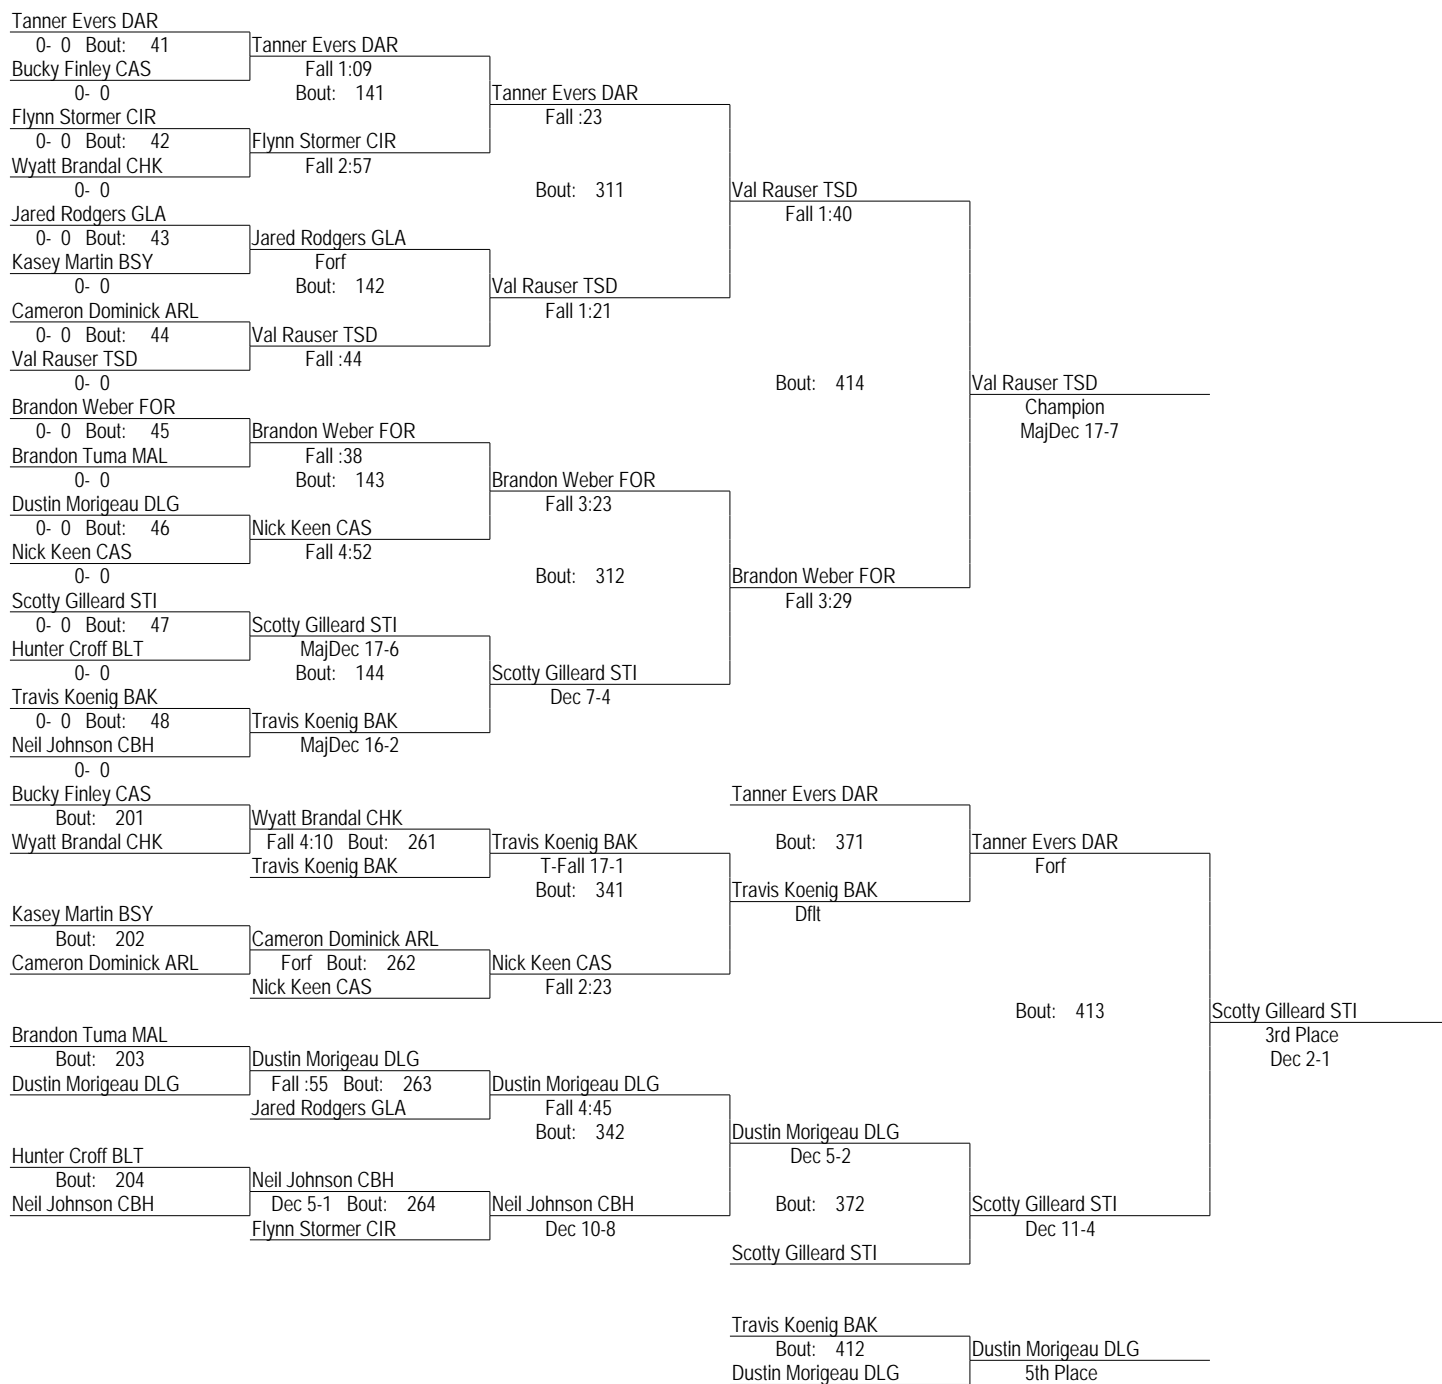 Tanner Evers DAR
0- 0 Bout: 41 Tanner Evers DAR
Bucky Finley CAS Fall 1:09
0- 0 Bout: 141 Tanner Evers DAR
Flynn Stormer CIR Fall :23
0- 0 Bout: 42 Flynn Stormer CIR
Wyatt Brandal CHK Fall 2:57
0- 0 Bout: 311 Val Rauser TSD
Jared Rodgers GLA Fall 1:40
0- 0 Bout: 43 Jared Rodgers GLA
Kasey Martin BSY Forf
0- 0 Bout: 142 Val Rauser TSD
Cameron Dominick ARL Fall 1:21
0- 0 Bout: 44 Val Rauser TSD
Val Rauser TSD Fall :44
0- 0 Bout: 414 Val Rauser TSD
Brandon Weber FOR Champion
0- 0 Bout: 45 Brandon Weber FOR MajDec 17-7
Brandon Tuma MAL Fall :38
0- 0 Bout: 143 Brandon Weber FOR
Dustin Morigeau DLG Fall 3:23
0- 0 Bout: 46 Nick Keen CAS
Nick Keen CAS Fall 4:52
0- 0 Bout: 312 Brandon Weber FOR
Scotty Gilleard STI Fall 3:29
0- 0 Bout: 47 Scotty Gilleard STI
Hunter Croff BLT MajDec 17-6
0- 0 Bout: 144 Scotty Gilleard STI
Travis Koenig BAK Dec 7-4
0- 0 Bout: 48 Travis Koenig BAK
Neil Johnson CBH MajDec 16-2
0- 0
Bucky Finley CAS Tanner Evers DAR
Bout: 201 Wyatt Brandal CHK
Wyatt Brandal CHK Fall 4:10 Bout: 261 Travis Koenig BAK Bout: 371 Tanner Evers DAR
Travis Koenig BAK T-Fall 17-1 Forf
Bout: 341 Travis Koenig BAK
Kasey Martin BSY Dflt
Bout: 202 Cameron Dominick ARL
Cameron Dominick ARL Forf Bout: 262 Nick Keen CAS
Nick Keen CAS Fall 2:23
Bout: 413 Scotty Gilleard STI
Brandon Tuma MAL 3rd Place
Bout: 203 Dustin Morigeau DLG Dec 2-1
Dustin Morigeau DLG Fall :55 Bout: 263 Dustin Morigeau DLG
Jared Rodgers GLA Fall 4:45
Bout: 342 Dustin Morigeau DLG
Hunter Croff BLT Dec 5-2
Bout: 204 Neil Johnson CBH
Neil Johnson CBH Dec 5-1 Bout: 264 Neil Johnson CBH Bout: 372 Scotty Gilleard STI
Flynn Stormer CIR Dec 10-8 Dec 11-4
Scotty Gilleard STI
Travis Koenig BAK
Bout: 412 Dustin Morigeau DLG
Dustin Morigeau DLG 5th Place